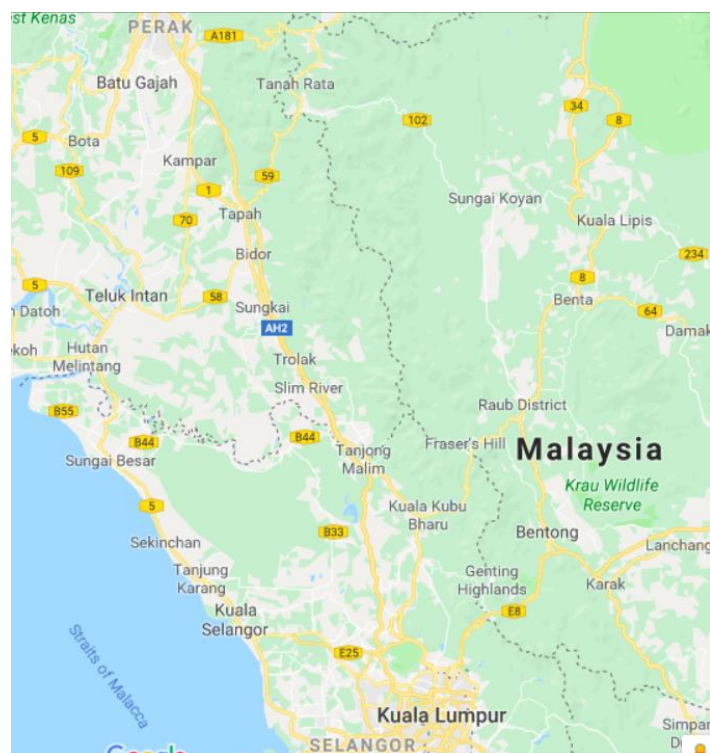 est Kenas
PERAK
A181
Batu Gajah
Tanah Rata
34
8
102
5
Bota
109
Kampar
59
1
Sungai Koyan
70
Tapah
Kuala Lipis
Bidor
234
5
8
Teluk Intan
58
Benta
n Datoh
Sungkai
64
AH2
Damak
ekoh
Hutan
Melintang
Trolak
Slim River
B55
Raub District
B44
B44
Fraser's Hill
Malaysia
Sungai Besar
Tanjong
Malim
Krau Wildlife
Reserve
5
Kuala Kubu
Bharu
B33
Bentong
Sekinchan
Lanchang
Tanjung
Karang
Genting
Highlands
Karak
Kuala
Selangor
E8
Straits of Malacca
E25
Kuala Lumpur
Simpan
SELANGOR
Google